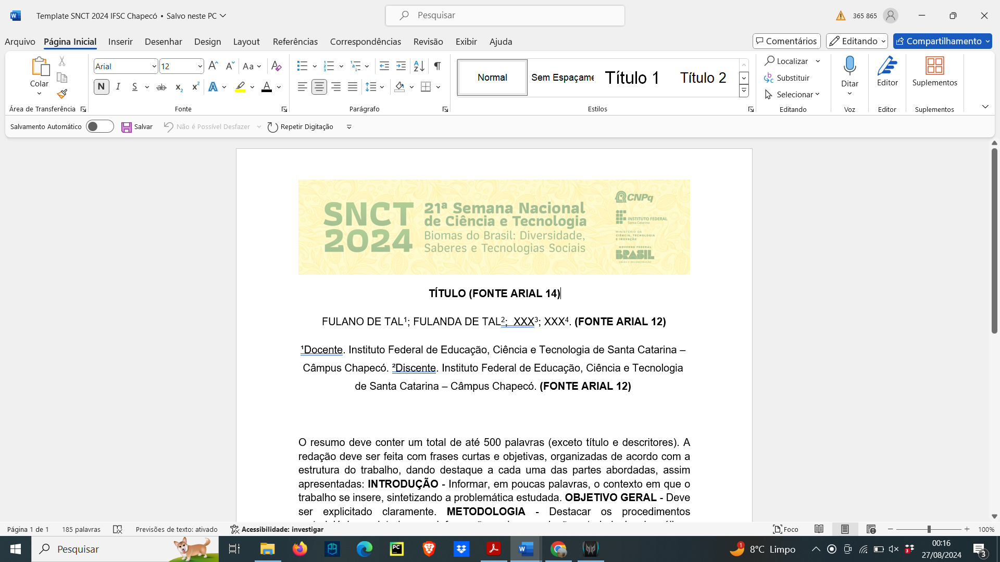 Template SNCT 2024 IFSC Chapecó • Salvo neste PC
Pesquisar
365 865
Arquivo Página Inicial Inserir Desenhar Design Layout Referências Correspondências Revisão Exibir Ajuda
Comentários Editando Compartilhamento
Colar
Área de Transferência
Arial 12
Aa
N I S ab x₂ x² A A
Fonte
Parágrafo
Normal Sem Espaçame Título 1 Título 2
Estilos
Localizar
Substituir
Selecionar
Editando
Ditar
Voz
Editor
Editor
Suplementos
Suplementos
Salvamento Automático Salvar Não é Possível Desfazer Repetir Digitação
SNCT
2024
21ª Semana Nacional
de Ciência e Tecnologia
Biomas do Brasil: Diversidade,
Saberes e Tecnologias Sociais
CNPq
INSTITUTO FEDERAL
Santa Catarina
MINISTÉRIO DA
CIÊNCIA, TECNOLOGIA
E INOVAÇÃO
GOVERNO FEDERAL
BRASIL
UNIÃO E RECONSTRUÇÃO
TÍTULO (FONTE ARIAL 14)
FULANO DE TAL¹; FULANDA DE TAL²; XXX³; XXX⁴. (FONTE ARIAL 12)
¹Docente. Instituto Federal de Educação, Ciência e Tecnologia de Santa Catarina –
Câmpus Chapecó. ²Discente. Instituto Federal de Educação, Ciência e Tecnologia
de Santa Catarina – Câmpus Chapecó. (FONTE ARIAL 12)
O resumo deve conter um total de até 500 palavras (exceto título e descritores). A
redação deve ser feita com frases curtas e objetivas, organizadas de acordo com a
estrutura do trabalho, dando destaque a cada uma das partes abordadas, assim
apresentadas: INTRODUÇÃO - Informar, em poucas palavras, o contexto em que o
trabalho se insere, sintetizando a problemática estudada. OBJETIVO GERAL - Deve
ser explicitado claramente. METODOLOGIA - Destacar os procedimentos
Página 1 de 1 185 palavras Previsões de texto: ativado Acessibilidade: investigar
Foco 100%
Pesquisar
8°C Limpo
00:16
27/08/2024
3